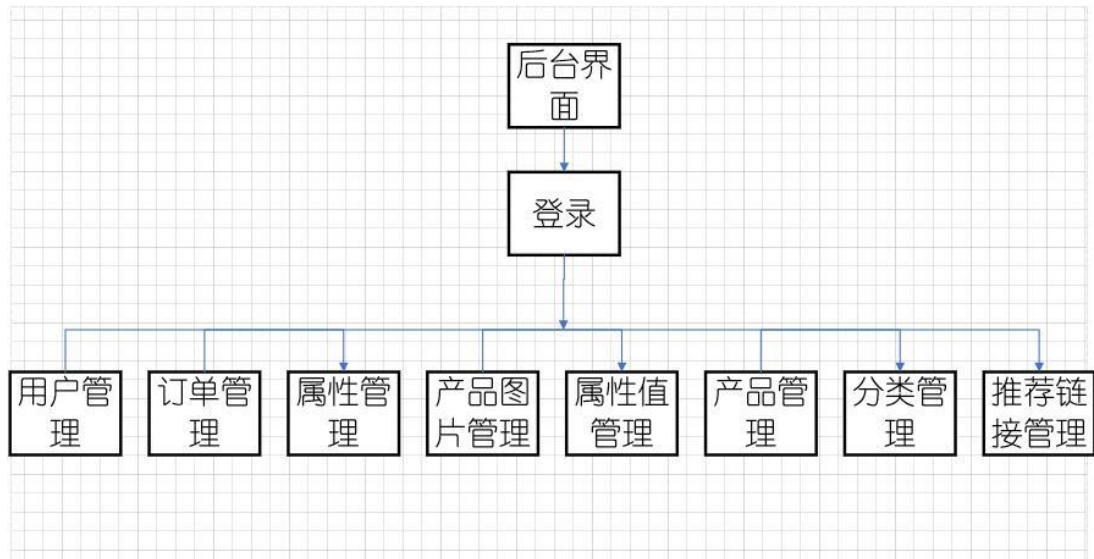 后台界
面
登录
用户管
理
订单管
理
属性管
理
产品图
片管理
属性值
管理
产品管
理
分类管
理
推荐链
接管理